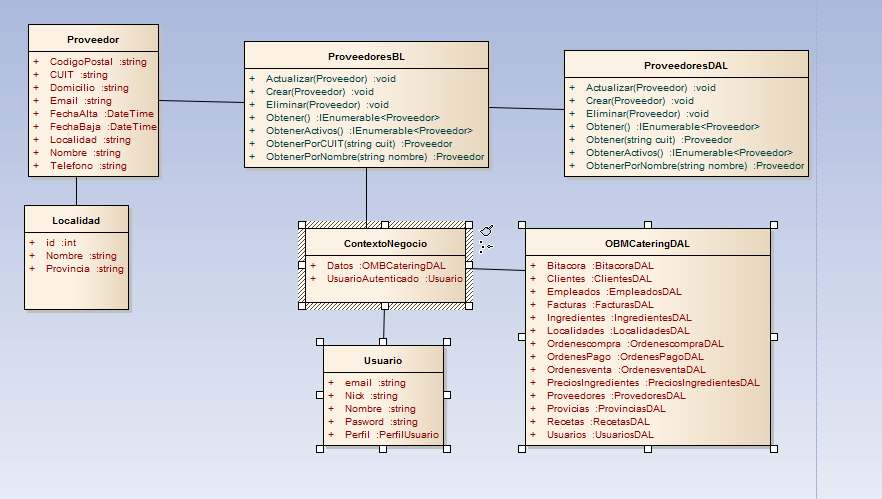 Proveedor
+ CodigoPostal :string
+ CUIT :string
+ Domicilio :string
+ Email :string
+ FechaAlta :DateTime
+ FechaBaja :DateTime
+ Localidad :string
+ Nombre :string
+ Telefono :string
ProveedoresBL
+ Actualizar(Proveedor) :void
+ Crear(Proveedor) :void
+ Eliminar(Proveedor) :void
+ Obtener() :IEnumerable<Proveedor>
+ ObtenerActivos() :IEnumerable<Proveedor>
+ ObtenerPorCUIT(string cuit) :Proveedor
+ ObtenerPorNombre(string nombre) :Proveedor
ProveedoresDAL
+ Actualizar(Proveedor) :void
+ Crear(Proveedor) :void
+ Eliminar(Proveedor) :void
+ Obtener() :IEnumerable<Proveedor>
+ Obtener(string cuit) :Proveedor
+ ObtenerActivos() :IEnumerable<Proveedor>
+ ObtenerPorNombre(string nombre) :Proveedor
Localidad
+ id :int
+ Nombre :string
+ Provincia :string
ContextoNegocio
+ Datos :OMBCateringDAL
+ UsuarioAutenticado :Usuario
OBMCateringDAL
+ Bitacora :BitacoraDAL
+ Clientes :ClientesDAL
+ Empleados :EmpleadosDAL
+ Facturas :FacturasDAL
+ Ingredientes :IngredientesDAL
+ Localidades :LocalidadesDAL
+ Ordenescompra :OrdenescompraDAL
+ OrdenesPago :OrdenesPagoDAL
+ Ordenesventa :OrdenesventaDAL
+ PreciosIngredientes :PreciosIngredientesDAL
+ Proveedores :ProvedoresDAL
+ Provicias :ProvinciasDAL
+ Recetas :RecetasDAL
+ Usuarios :UsuariosDAL
Usuario
+ email :string
+ Nick :string
+ Nombre :string
+ Pasword :string
+ Perfil :PerfilUsuario